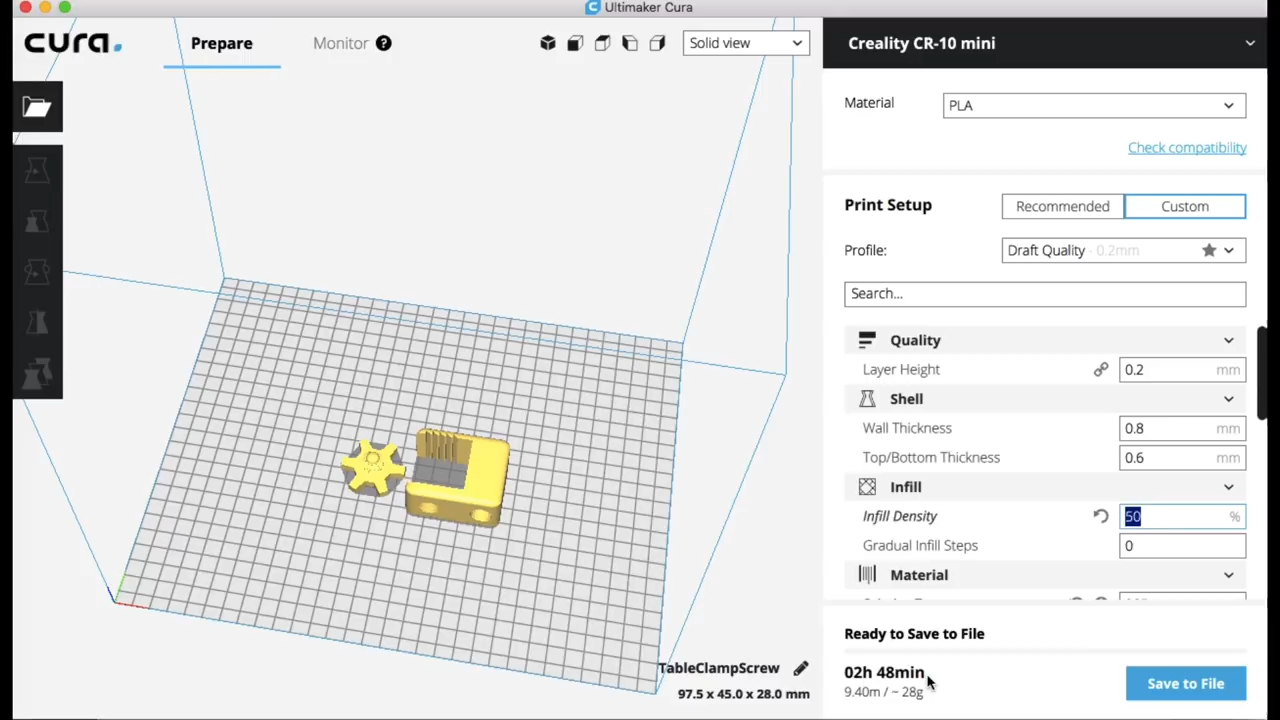 Ultimaker Cura
cura.
Prepare
Monitor ?
Solid view
Creality CR-10 mini
Material
PLA
Check compatibility
Print Setup
Recommended
Custom
Profile:
Draft Quality - 0.2mm
Search...
Quality
Layer Height
0.2 mm
Shell
Wall Thickness
0.8 mm
Top/Bottom Thickness
0.6 mm
Infill
Infill Density
50 %
Gradual Infill Steps
0
Material
Ready to Save to File
02h 48min
9.40m / ~ 28g
Save to File
TableClampScrew
97.5 x 45.0 x 28.0 mm